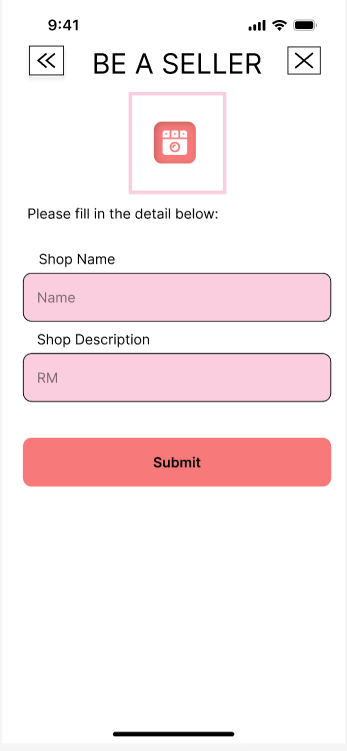 9:41
BE A SELLER
Please fill in the detail below:
Shop Name
Name
Shop Description
RM
Submit